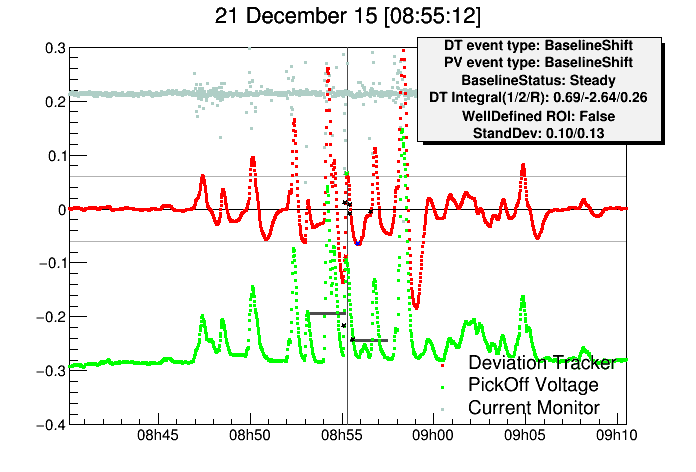 21 December 15 [08:55:12]
DT event type: BaselineShift
PV event type: BaselineShift
BaselineStatus: Steady
DT Integral(1/2/R): 0.69/-2.64/0.26
WellDefined ROI: False
StandDev: 0.10/0.13
0.3
0.2
0.1
0
−0.1
−0.2
−0.3
−0.4
Deviation Tracker
PickOff Voltage
Current Monitor
08h45 08h50 08h55 09h00 09h05 09h10